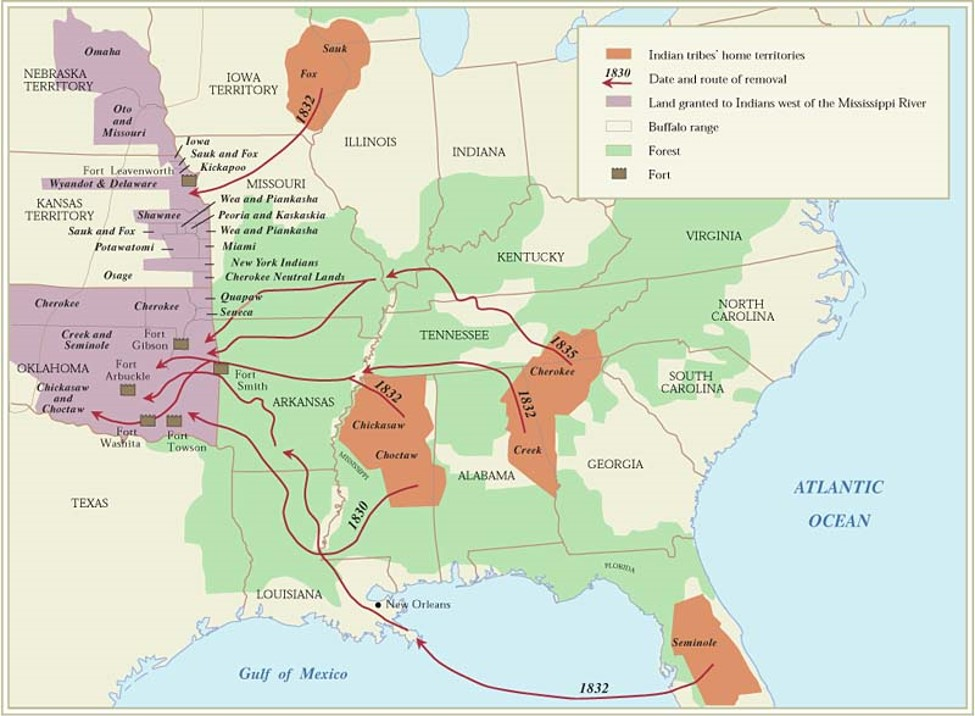 Indian tribes' home territories
1830
Date and route of removal
Land granted to Indians west of the Mississippi River
Buffalo range
Forest
Fort
Omaha
NEBRASKA
TERRITORY
Oto
and
Missouri
IOWA
TERRITORY
Sauk
Fox
1832
ILLINOIS
INDIANA
Iowa
Sauk and Fox
Kickapoo
Fort Leavenworth
Wyandot & Delaware
MISSOURI
KANSAS
TERRITORY
Wea and Piankasha
Shawnee
Peoria and Kaskaskia
Sauk and Fox
Wea and Piankasha
Potawatomi
Miami
New York Indians
Osage
Cherokee Neutral Lands
Cherokee
Cherokee
Quapaw
Seneca
Creek and
Seminole
Fort
Gibson
OKLAHOMA
Fort
Arbuckle
Chickasaw
and
Choctaw
Fort
Smith
Fort
Washita
Fort
Towson
ARKANSAS
KENTUCKY
VIRGINIA
TENNESSEE
NORTH
CAROLINA
1835
Cherokee
SOUTH
CAROLINA
1832
1832
Chickasaw
Choctaw
Creek
MISSISSIPPI
ALABAMA
GEORGIA
TEXAS
1830
ATLANTIC
OCEAN
FLORIDA
LOUISIANA
New Orleans
Seminole
Gulf of Mexico
1832